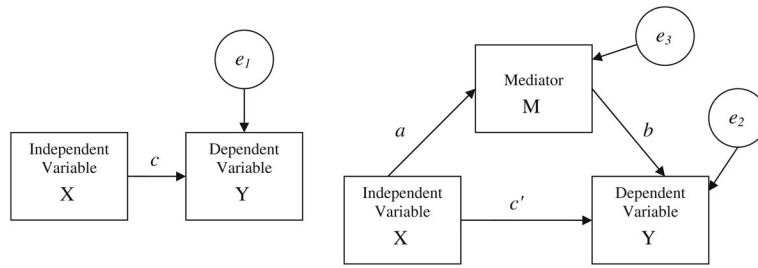 e1
Independent
Variable
X
c
Dependent
Variable
Y
e3
Mediator
M
a
b
e2
Independent
Variable
X
c′
Dependent
Variable
Y